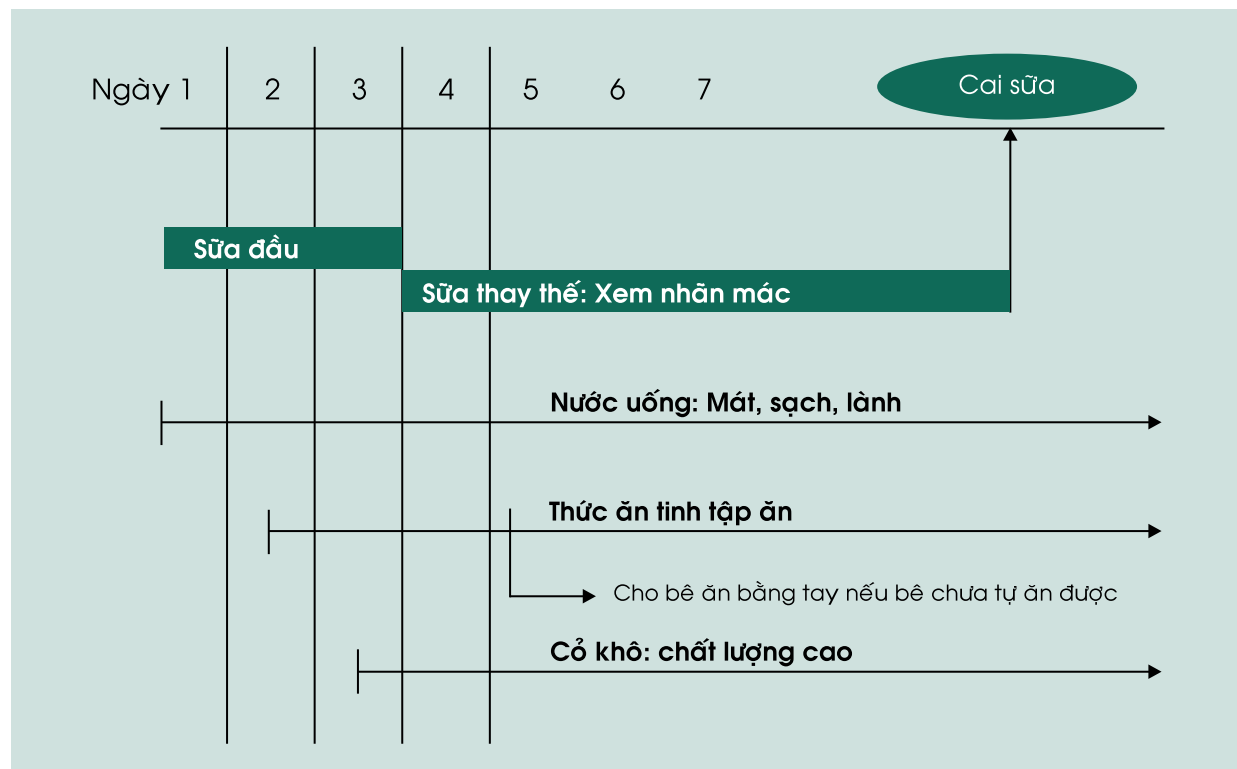 Ngày 1 2 3 4 5 6 7 Cai sữa
Sữa đầu
Sữa thay thế: Xem nhãn mác
Nước uống: Mát, sạch, lành
Thức ăn tinh tập ăn
Cho bê ăn bằng tay nếu bê chưa tự ăn được
Cỏ khô: chất lượng cao